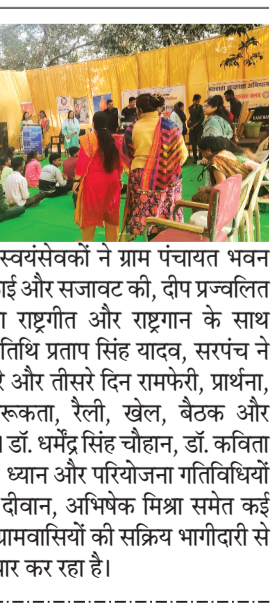 स्वयंसेवकों ने ग्राम पंचायत भवन
ई और सजावट की, दीप प्रज्वलित
राष्ट्रगीत और राष्ट्रगान के साथ
तिथि प्रताप सिंह यादव, सरपंच ने
रे और तीसरे दिन रामफेरी, प्रार्थना,
रूकता, रैली, खेल, बैठक और
। डॉ. धर्मेंद्र सिंह चौहान, डॉ. कविता
ध्यान और परियोजना गतिविधियों
दीवान, अभिषेक मिश्रा समेत कई
ग्रामवासियों की सक्रिय भागीदारी से
यार कर रहा है।